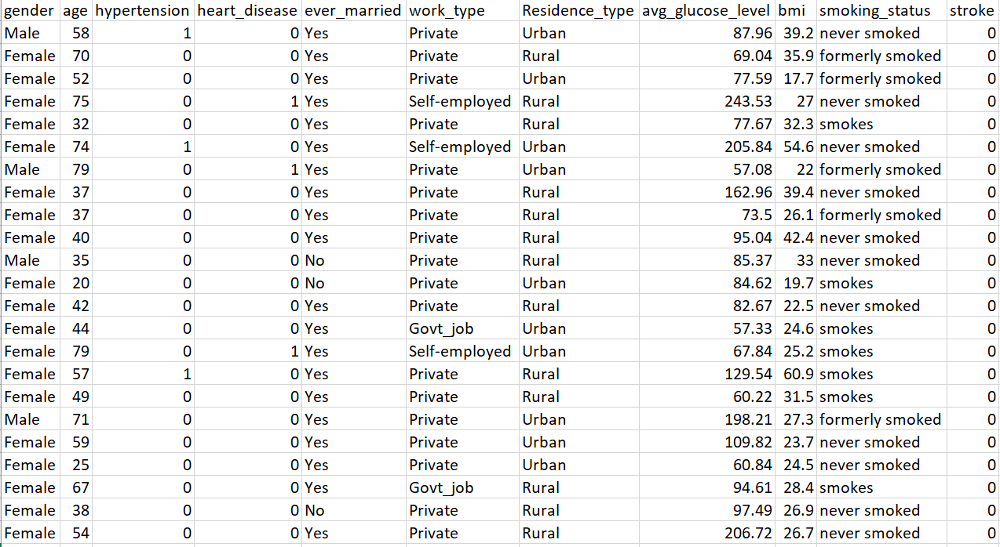 gender age hypertension heart_disease ever_married work_type Residence_type avg_glucose_level bmi smoking_status stroke
Male 58 1 0 Yes Private Urban 87.96 39.2 never smoked 0
Female 70 0 0 Yes Private Rural 69.04 35.9 formerly smoked 0
Female 52 0 0 Yes Private Urban 77.59 17.7 formerly smoked 0
Female 75 0 1 Yes Self-employed Rural 243.53 27 never smoked 0
Female 32 0 0 Yes Private Rural 77.67 32.3 smokes 0
Female 74 1 0 Yes Self-employed Urban 205.84 54.6 never smoked 0
Male 79 0 1 Yes Private Urban 57.08 22 formerly smoked 0
Female 37 0 0 Yes Private Rural 162.96 39.4 never smoked 0
Female 37 0 0 Yes Private Rural 73.5 26.1 formerly smoked 0
Female 40 0 0 Yes Private Rural 95.04 42.4 never smoked 0
Male 35 0 0 No Private Rural 85.37 33 never smoked 0
Female 20 0 0 No Private Urban 84.62 19.7 smokes 0
Female 42 0 0 Yes Private Rural 82.67 22.5 never smoked 0
Female 44 0 0 Yes Govt_job Urban 57.33 24.6 smokes 0
Female 79 0 1 Yes Self-employed Urban 67.84 25.2 smokes 0
Female 57 1 0 Yes Private Rural 129.54 60.9 smokes 0
Female 49 0 0 Yes Private Rural 60.22 31.5 smokes 0
Male 71 0 0 Yes Private Urban 198.21 27.3 formerly smoked 0
Female 59 0 0 Yes Private Urban 109.82 23.7 never smoked 0
Female 25 0 0 Yes Private Urban 60.84 24.5 never smoked 0
Female 67 0 0 Yes Govt_job Rural 94.61 28.4 smokes 0
Female 38 0 0 No Private Rural 97.49 26.9 never smoked 0
Female 54 0 0 Yes Private Rural 206.72 26.7 never smoked 0